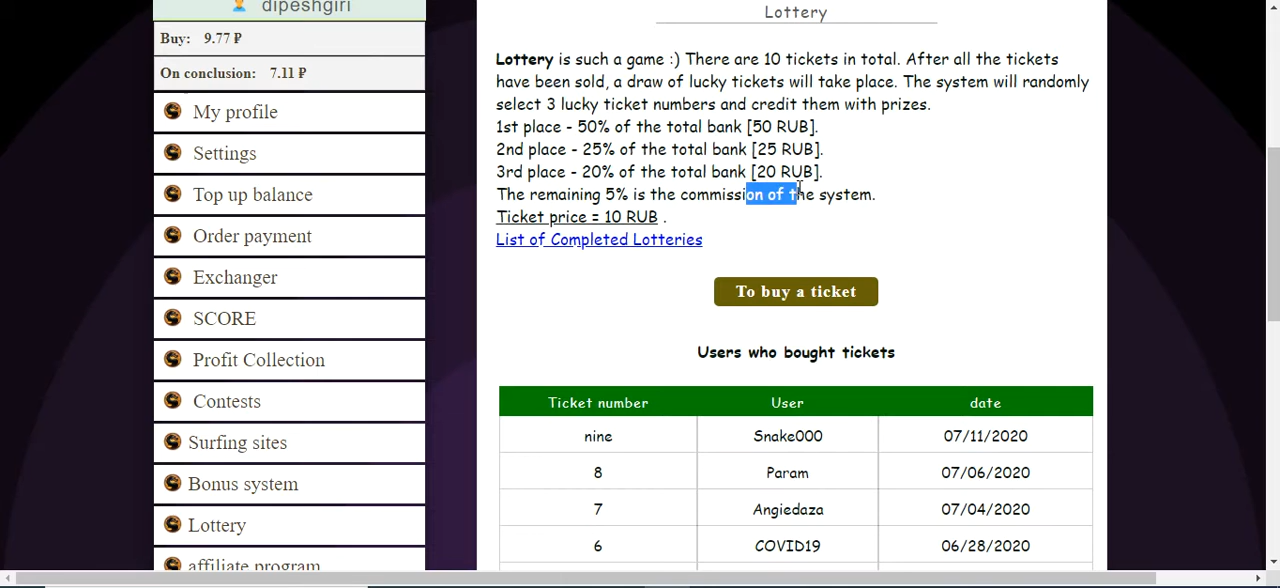 dipeshgiri
Buy: 9.77 ₽
On conclusion: 7.11 ₽
My profile
Settings
Top up balance
Order payment
Exchanger
SCORE
Profit Collection
Contests
Surfing sites
Bonus system
Lottery
affiliate program
Lottery
Lottery is such a game :) There are 10 tickets in total. After all the tickets
have been sold, a draw of lucky tickets will take place. The system will randomly
select 3 lucky ticket numbers and credit them with prizes.
1st place - 50% of the total bank [50 RUB].
2nd place - 25% of the total bank [25 RUB].
3rd place - 20% of the total bank [20 RUB].
The remaining 5% is the commission of the system.
Ticket price = 10 RUB .
List of Completed Lotteries
To buy a ticket
Users who bought tickets
Ticket number User date
nine Snake000 07/11/2020
8 Param 07/06/2020
7 Angiedaza 07/04/2020
6 COVID19 06/28/2020